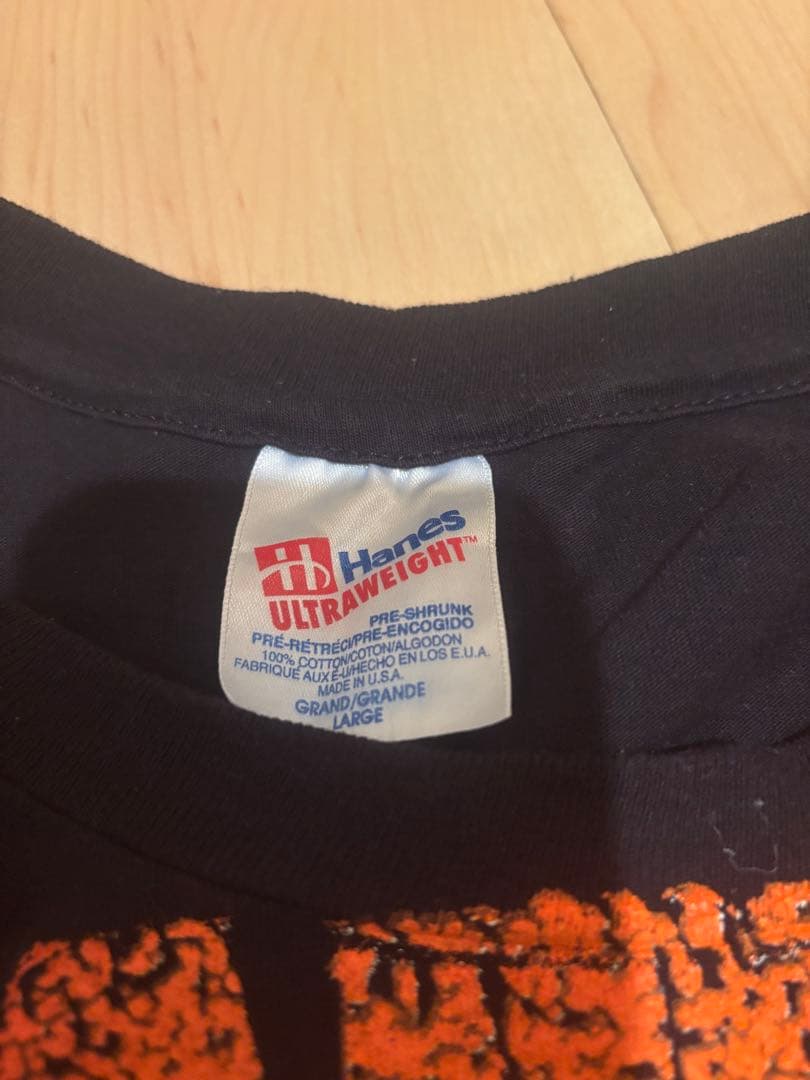 Hanes
ULTRAWEIGHT™
PRE-SHRUNK
PRÉ-RÉTRÉCI/PRE-ENCOGIDO
100% COTTON/COTON/ALGODON
FABRIQUÉ AUX É-U/HECHO EN LOS E.U.A.
MADE IN U.S.A.
GRAND/GRANDE
LARGE